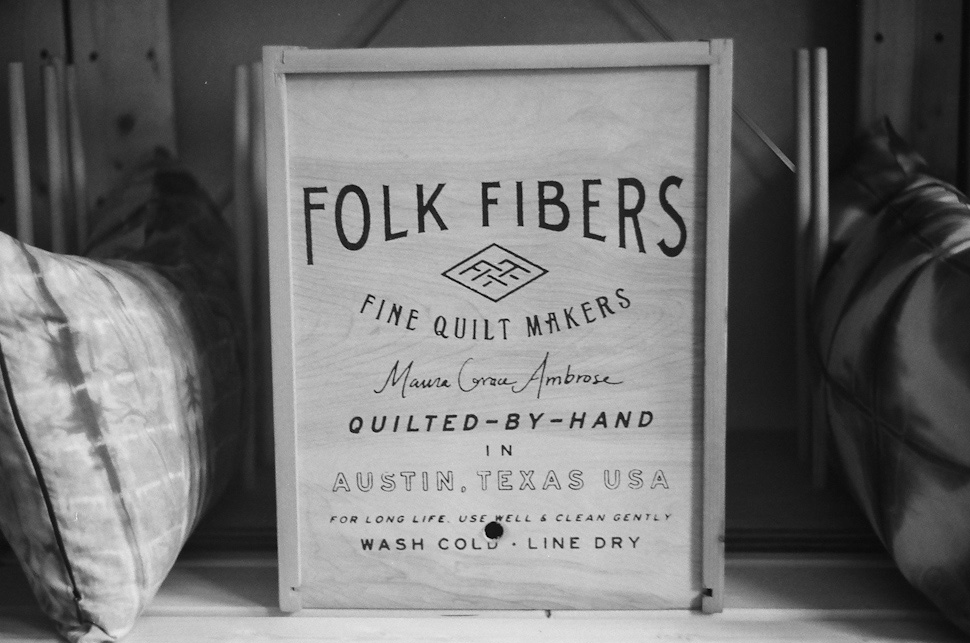 FOLK FIBERS
FINE QUILT MAKERS
Maura Grace Ambrose
QUILTED-BY-HAND
IN
AUSTIN, TEXAS USA
FOR LONG LIFE. USE WELL & CLEAN GENTLY
WASH COLD · LINE DRY